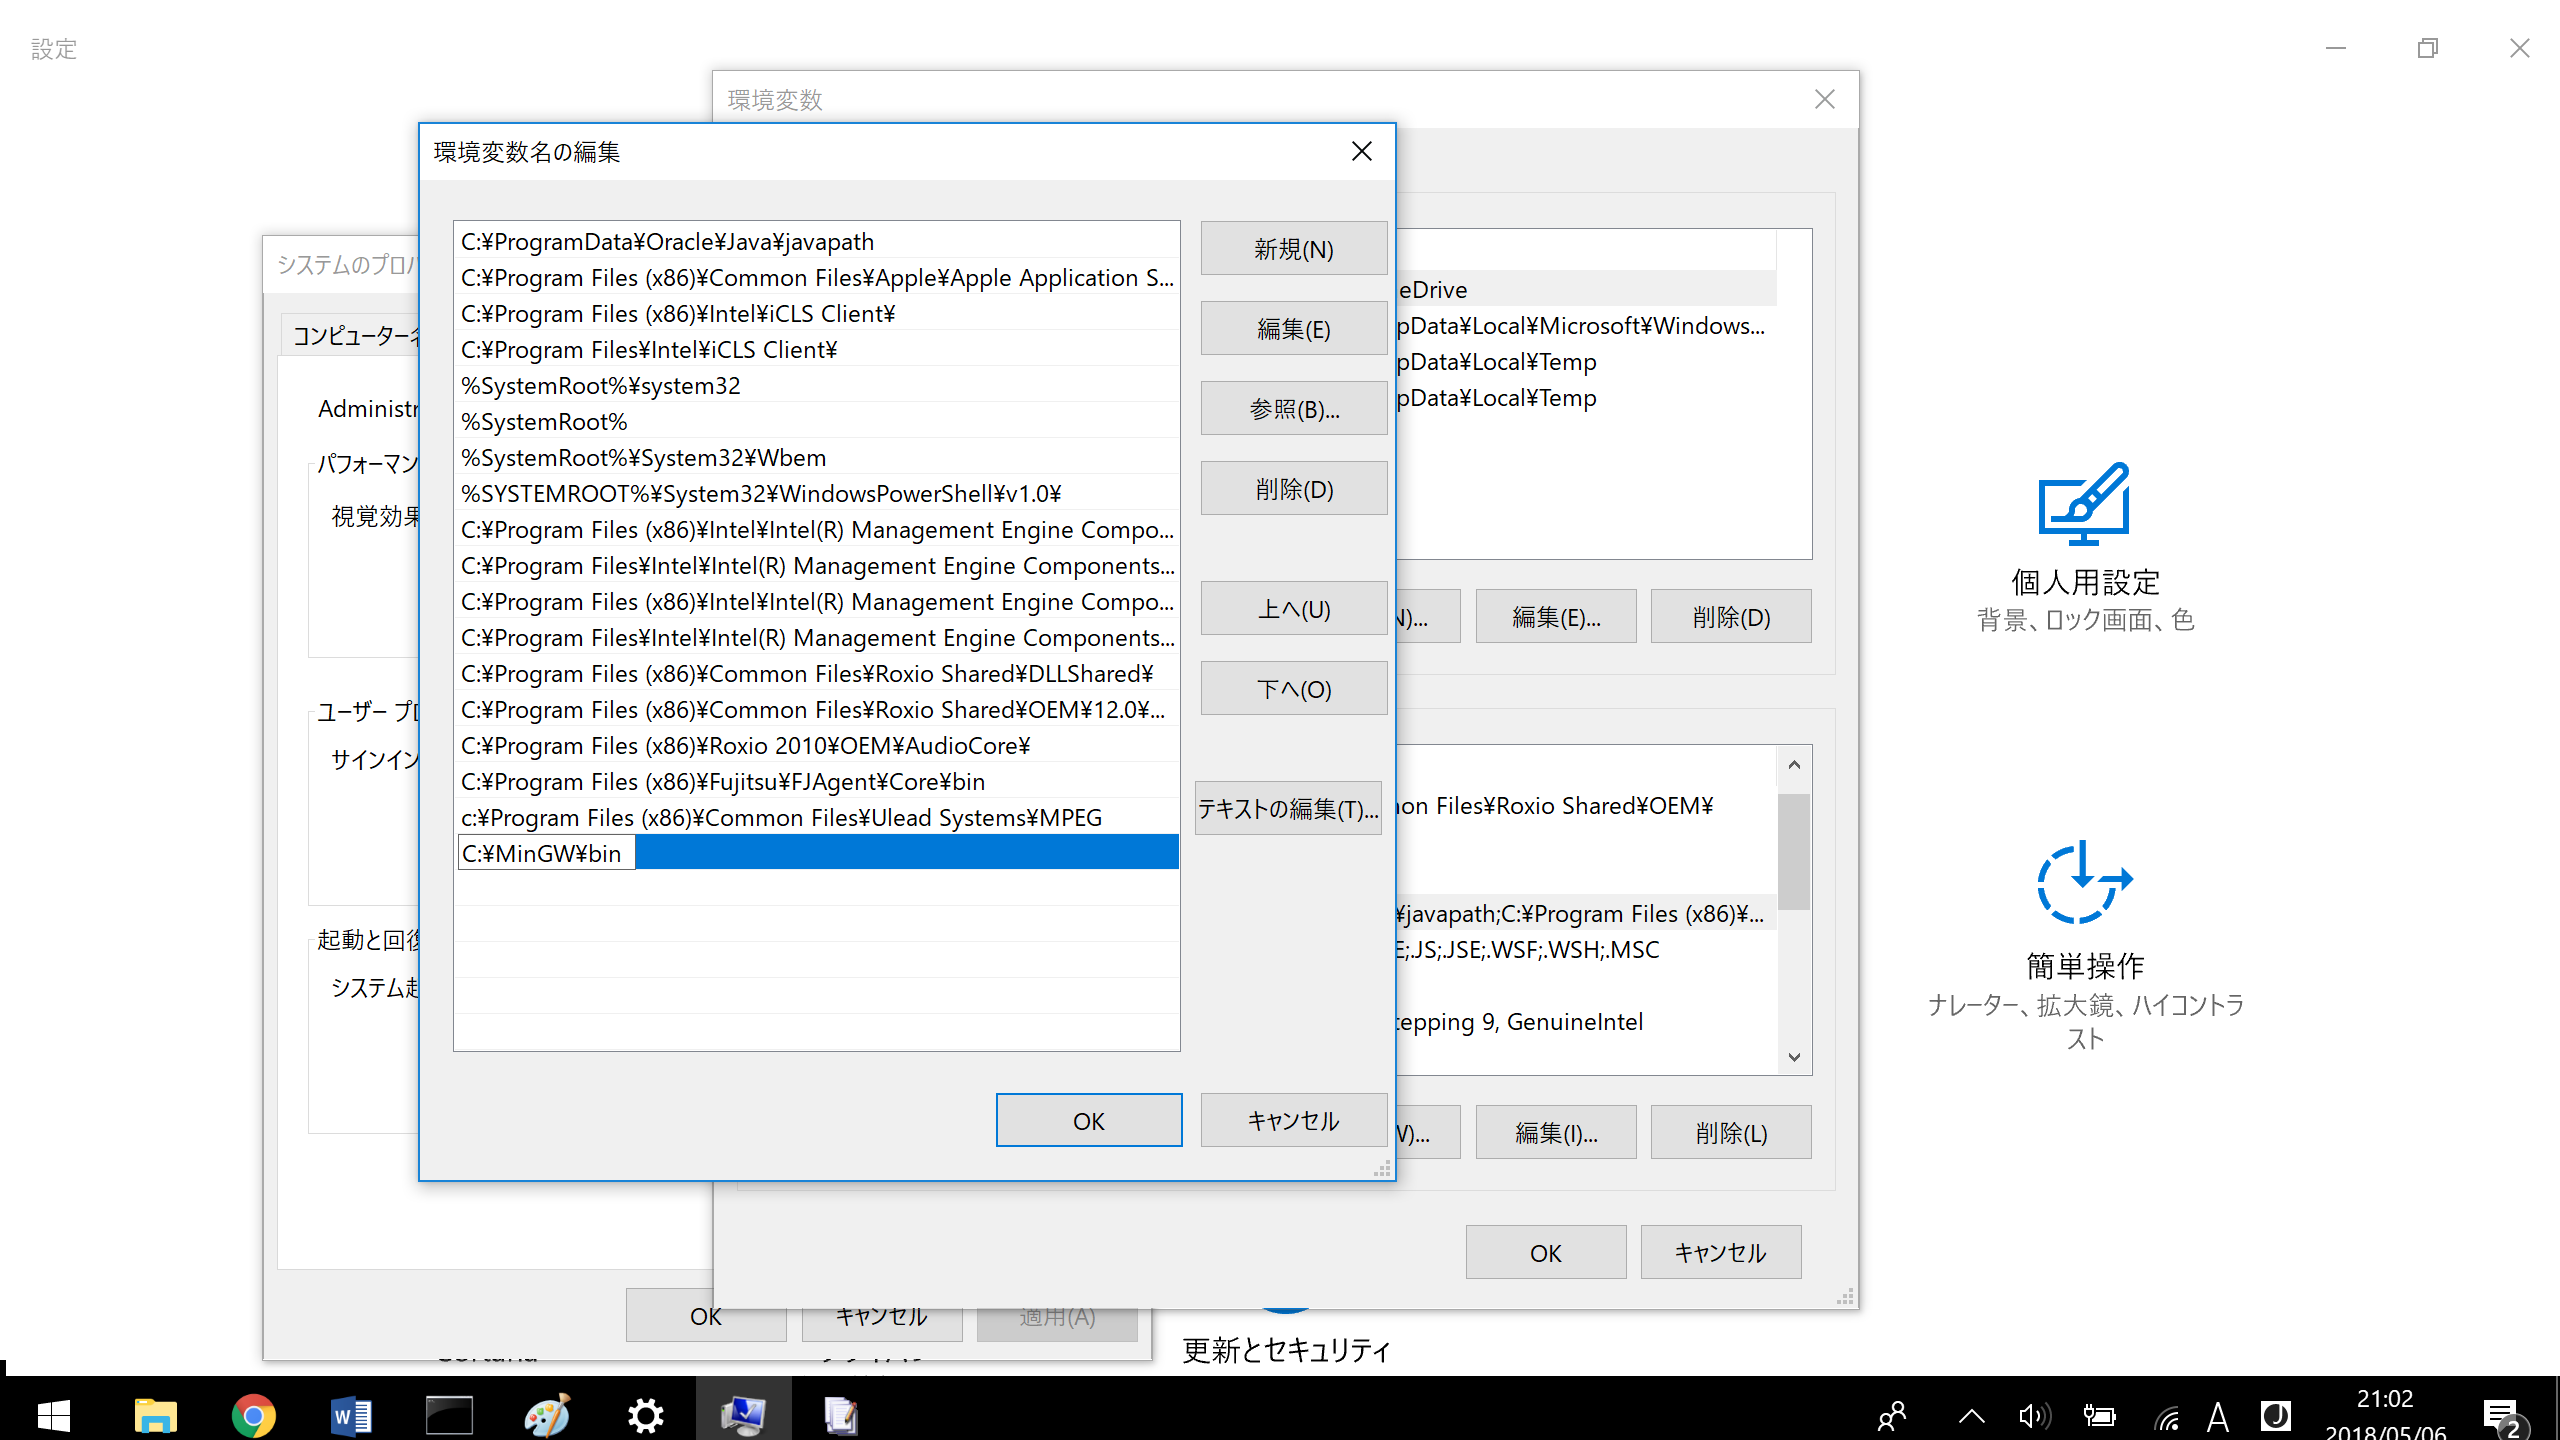 設定
環境変数
環境変数名の編集
システムのプロパ
コンピューター名
Administr
パフォーマン
視覚効果
ユーザー プロ
サインイン
起動と回復
システム起
C:¥ProgramData¥Oracle¥Java¥javapath
C:¥Program Files (x86)¥Common Files¥Apple¥Apple Application S...
C:¥Program Files (x86)¥Intel¥iCLS Client¥
C:¥Program Files¥Intel¥iCLS Client¥
%SystemRoot%¥system32
%SystemRoot%
%SystemRoot%¥System32¥Wbem
%SYSTEMROOT%¥System32¥WindowsPowerShell¥v1.0¥
C:¥Program Files (x86)¥Intel¥Intel(R) Management Engine Compo...
C:¥Program Files¥Intel¥Intel(R) Management Engine Components...
C:¥Program Files (x86)¥Intel¥Intel(R) Management Engine Compo...
C:¥Program Files¥Intel¥Intel(R) Management Engine Components...
C:¥Program Files (x86)¥Common Files¥Roxio Shared¥DLLShared¥
C:¥Program Files (x86)¥Common Files¥Roxio Shared¥OEM¥12.0¥...
C:¥Program Files (x86)¥Roxio 2010¥OEM¥AudioCore¥
C:¥Program Files (x86)¥Fujitsu¥FJAgent¥Core¥bin
c:¥Program Files (x86)¥Common Files¥Ulead Systems¥MPEG
C:¥MinGW¥bin
新規(N)
編集(E)
参照(B)...
削除(D)
上へ(U)
下へ(O)
テキストの編集(T)...
OK
キャンセル
eDrive
pData¥Local¥Microsoft¥Windows...
pData¥Local¥Temp
pData¥Local¥Temp
N)...
編集(E)...
削除(D)
on Files¥Roxio Shared¥OEM¥
¥javapath;C:¥Program Files (x86)¥...
E;.JS;.JSE;.WSF;.WSH;.MSC
tepping 9, GenuineIntel
W)...
編集(I)...
削除(L)
OK
キャンセル
OK
キャンセル
適用(A)
個人用設定
背景、ロック画面、色
簡単操作
ナレーター、拡大鏡、ハイコントラ
スト
更新とセキュリティ
A
21:02
2018/05/06
2